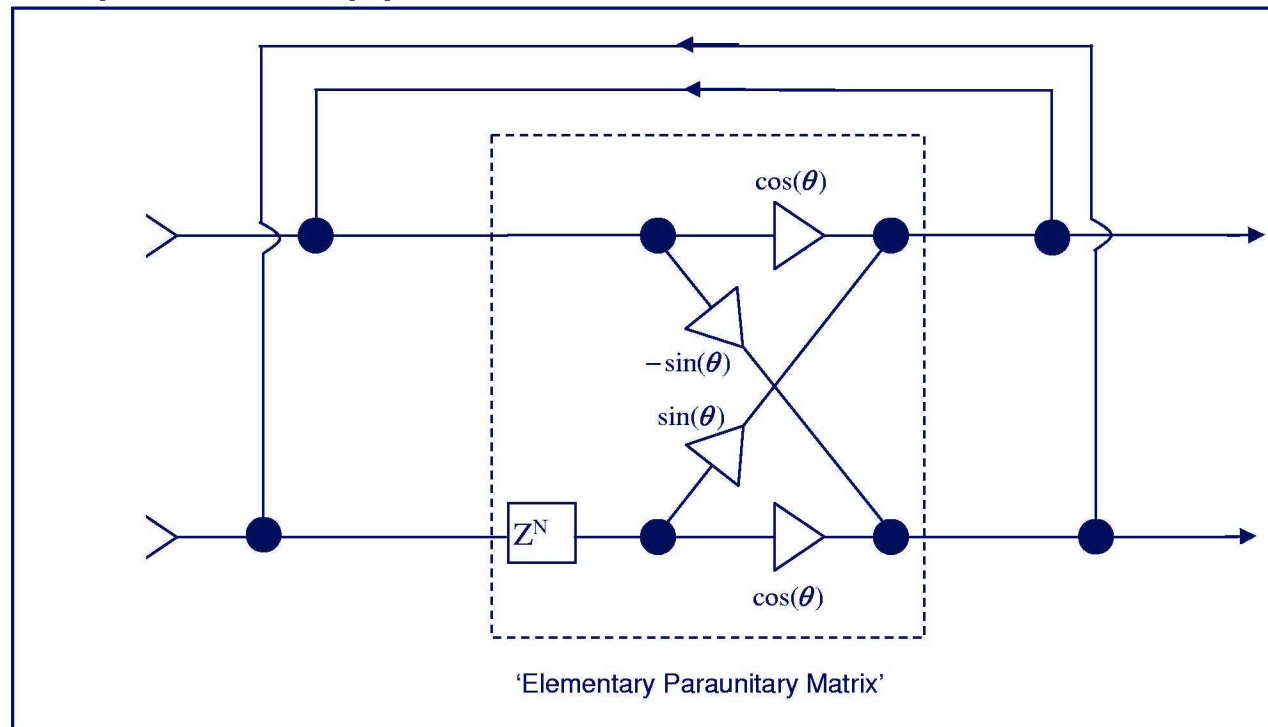 cos(θ)
−sin(θ)
sin(θ)
Z^N
cos(θ)
‘Elementary Paraunitary Matrix’